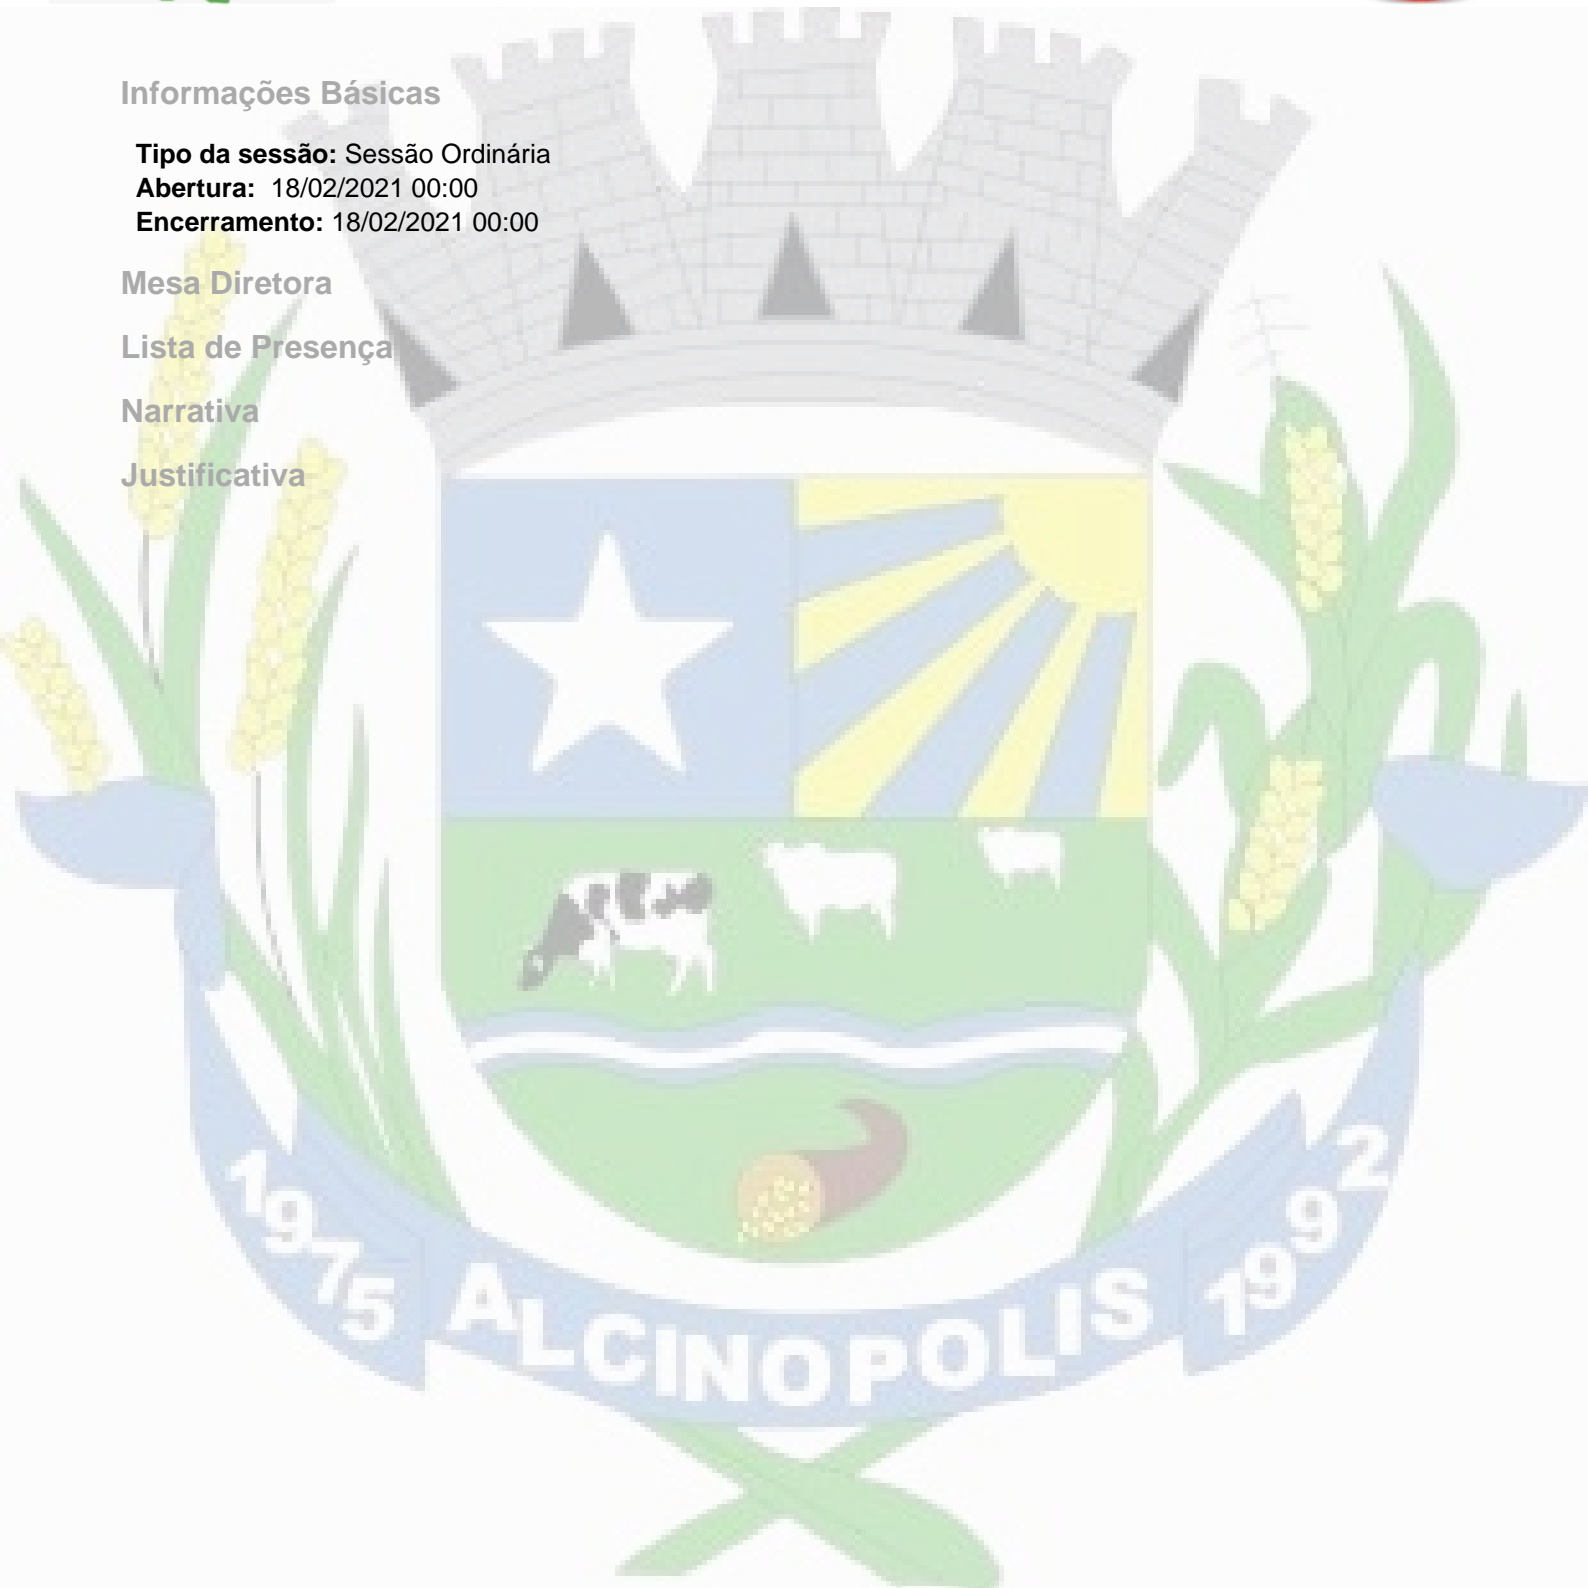 Informações Básicas
Tipo da sessão: Sessão Ordinária
Abertura: 18/02/2021 00:00
Encerramento: 18/02/2021 00:00
Mesa Diretora
Lista de Presença
Narrativa
Justificativa
1975 ALCINOPOLIS 1992